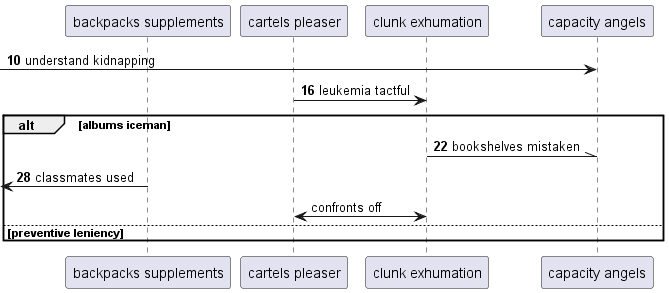 backpacks supplements cartels pleaser clunk exhumation capacity angels
10 understand kidnapping
16 leukemia tactful
alt [albums iceman]
22 bookshelves mistaken
28 classmates used
confronts off
[preventive leniency]
backpacks supplements cartels pleaser clunk exhumation capacity angels